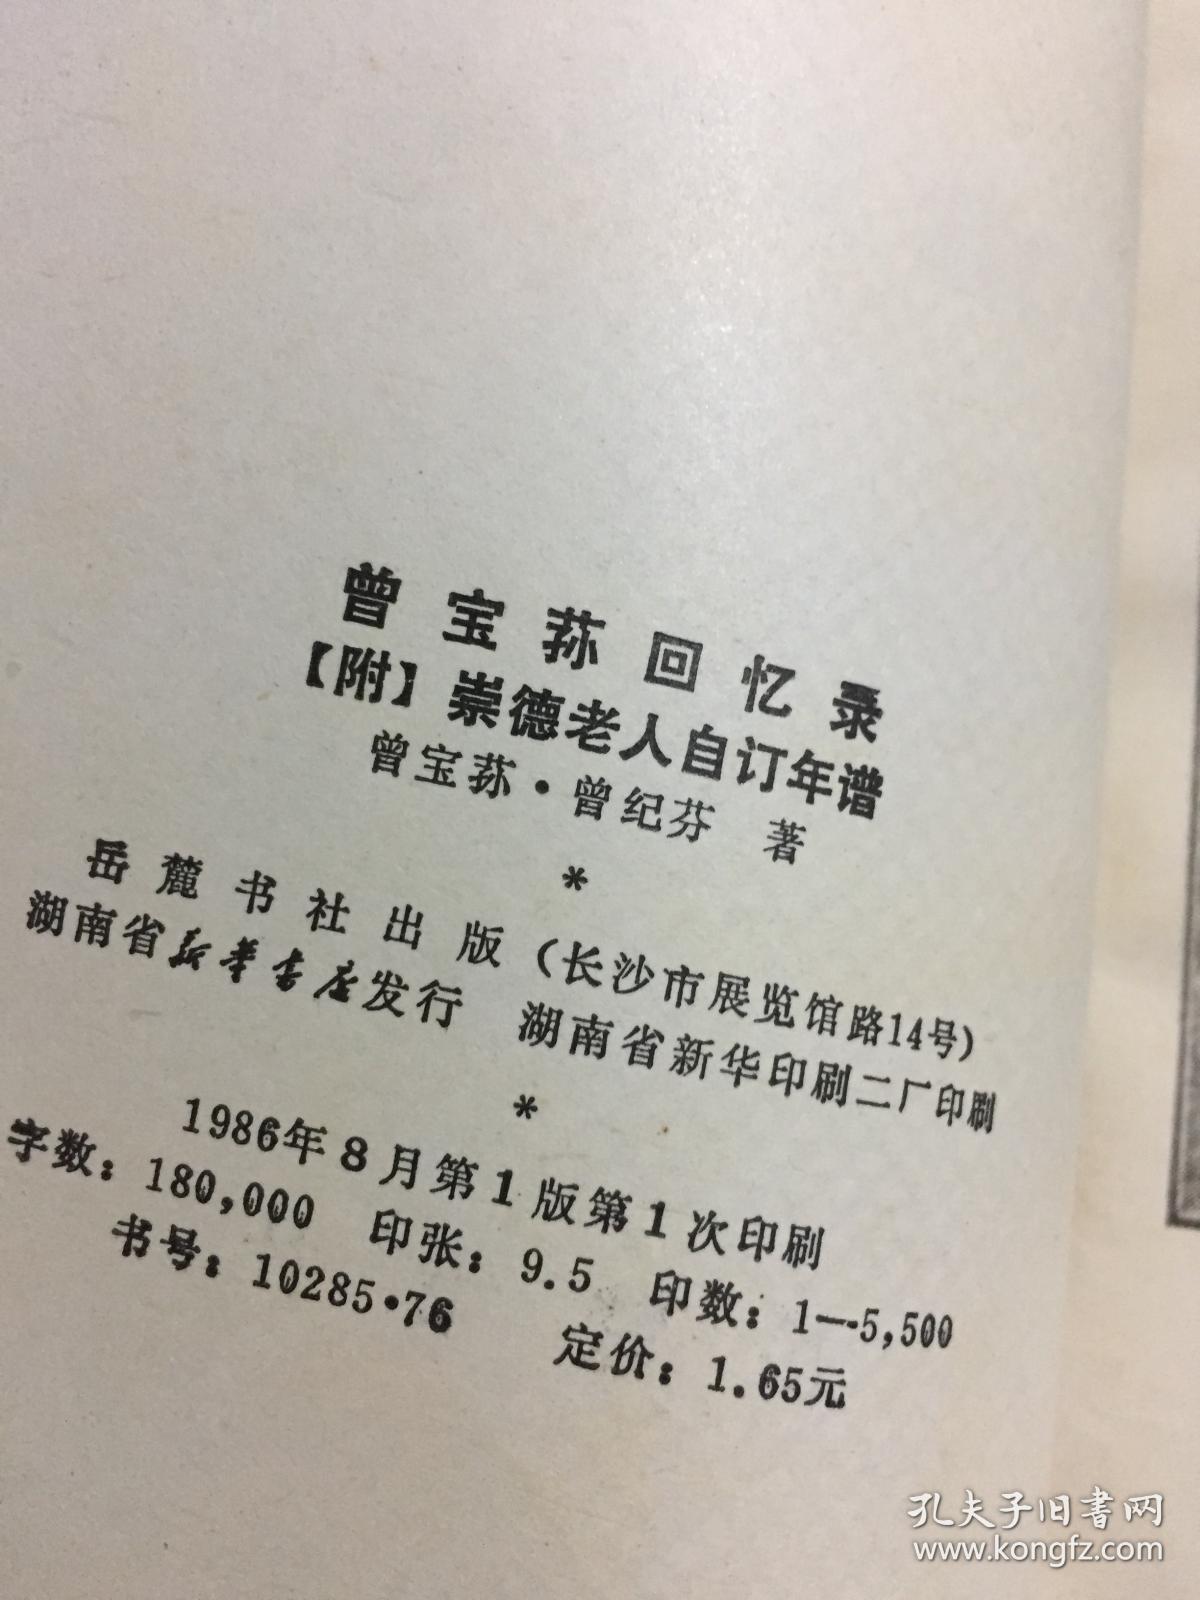 曾宝荪回忆录
【附】崇德老人自订年谱
曾宝荪·曾纪芬 著
*
岳麓书社出版（长沙市展览馆路14号）
湖南省新华书店发行 湖南省新华印刷二厂印刷
*
1986年8月第1版第1次印刷
字数：180,000 印张：9.5 印数：1—5,500
书号：10285·76 定价：1.65元
孔夫子旧书网
www.kongfz.com